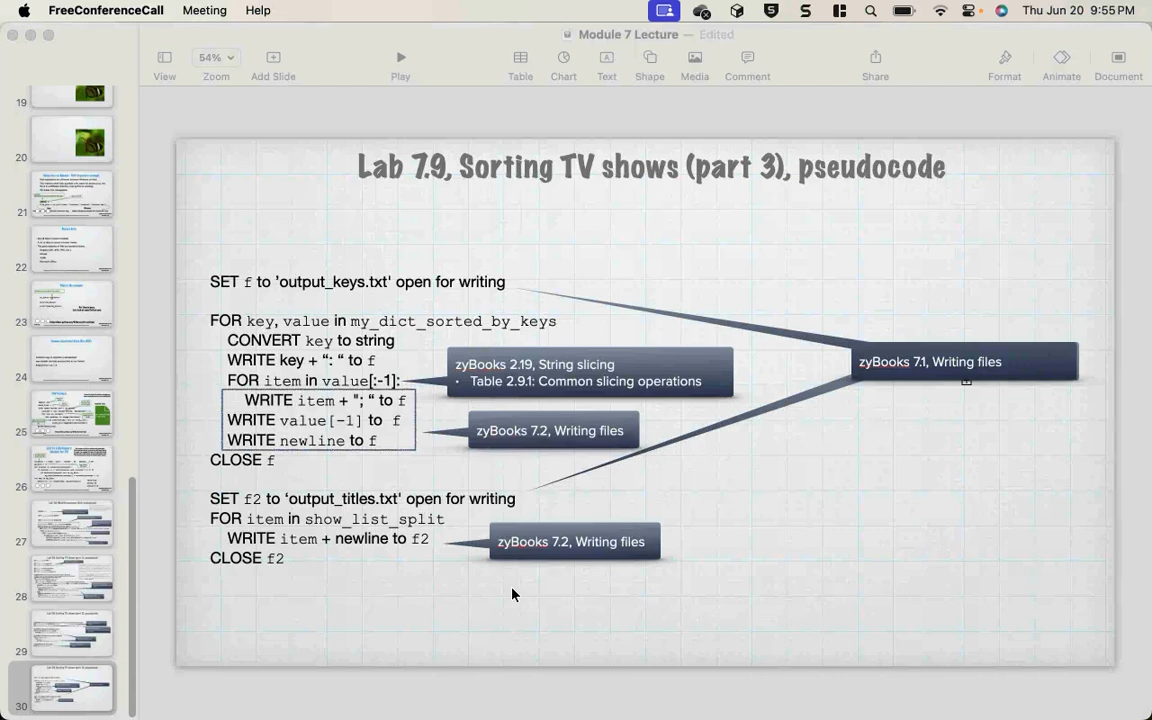 FreeConferenceCall Meeting Help Thu Jun 20 9:55 PM
Module 7 Lecture — Edited
54%
View Zoom Add Slide Play Table Chart Text Shape Media Comment Share Format Animate Document
19
20
21
22
23
24
25
26
27
28
29
30
Lab 7.9, Sorting TV shows (part 3), pseudocode
SET f to 'output_keys.txt' open for writing
FOR key, value in my_dict_sorted_by_keys
CONVERT key to string
WRITE key + “: “ to f
FOR item in value[:-1]:
WRITE item + "; “ to f
WRITE value[-1] to f
WRITE newline to f
CLOSE f
SET f2 to ‘output_titles.txt' open for writing
FOR item in show_list_split
WRITE item + newline to f2
CLOSE f2
zyBooks 7.1, Writing files
zyBooks 2.19, String slicing
• Table 2.9.1: Common slicing operations
zyBooks 7.2, Writing files
zyBooks 7.2, Writing files